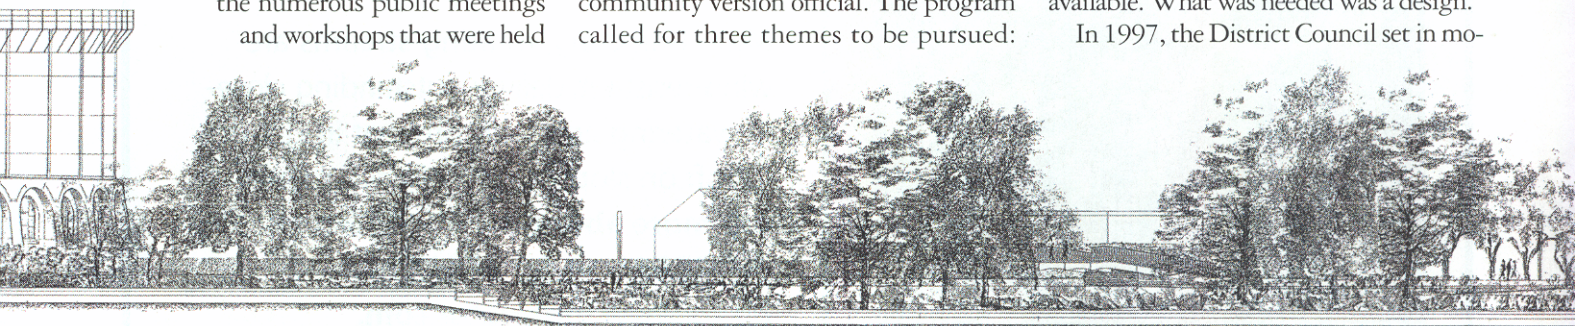 the numerous public meetings
and workshops that were held
community version official. The program
called for three themes to be pursued:
available. What was needed was a design.
In 1997, the District Council set in mo-